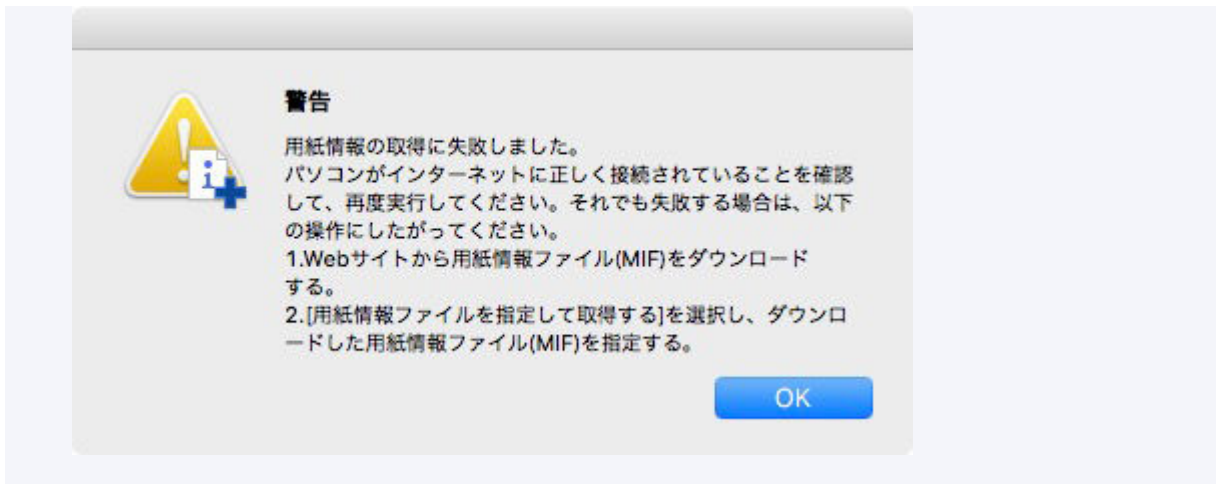 警告
用紙情報の取得に失敗しました。
パソコンがインターネットに正しく接続されていることを確認
して、再度実行してください。それでも失敗する場合は、以下
の操作にしたがってください。
1.Webサイトから用紙情報ファイル(MIF)をダウンロード
する。
2.[用紙情報ファイルを指定して取得する]を選択し、ダウンロ
ードした用紙情報ファイル(MIF)を指定する。
OK